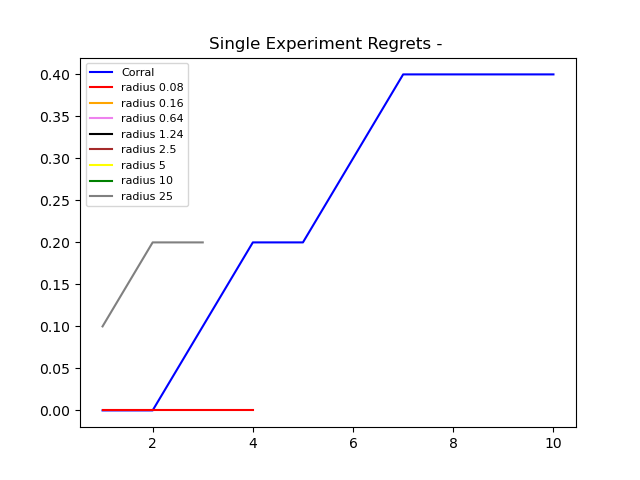 Single Experiment Regrets -
Corral
radius 0.08
radius 0.16
radius 0.64
radius 1.24
radius 2.5
radius 5
radius 10
radius 25
0.40
0.35
0.30
0.25
0.20
0.15
0.10
0.05
0.00
2 4 6 8 10